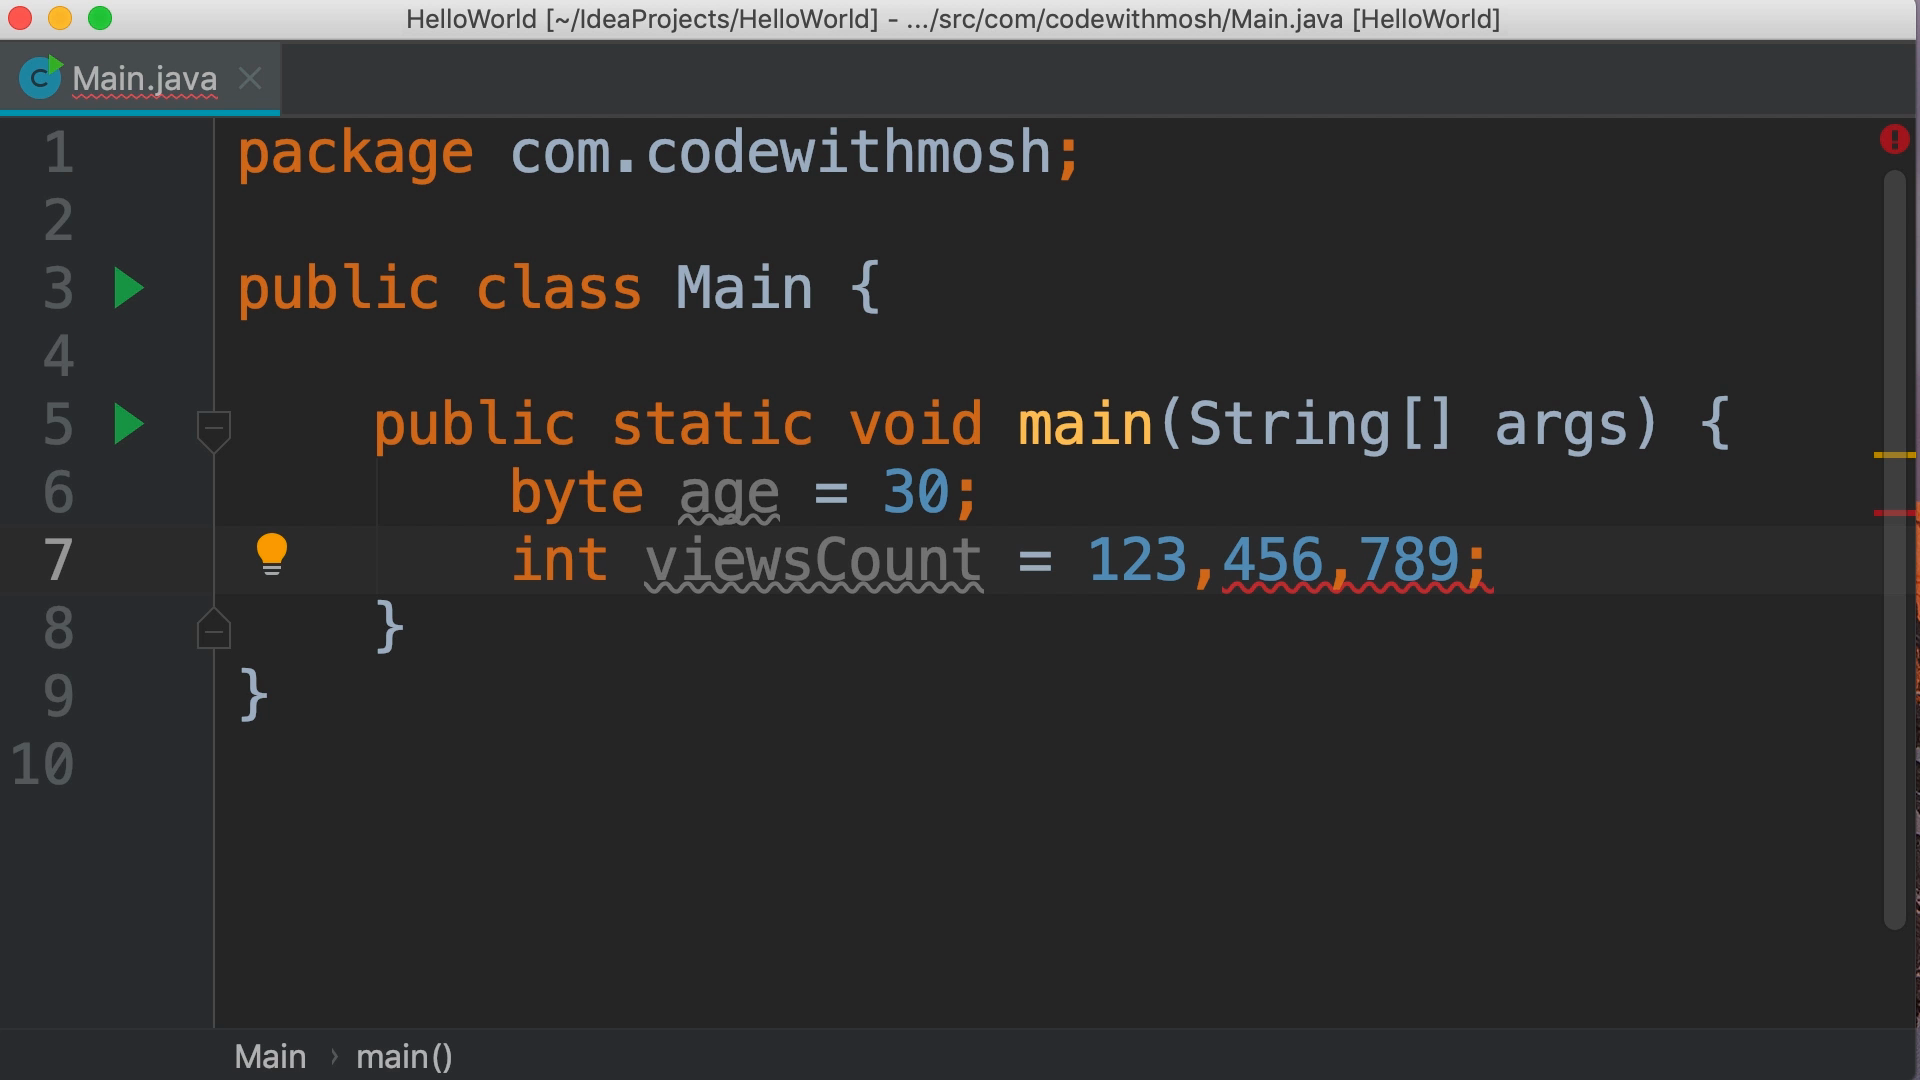 HelloWorld [~/IdeaProjects/HelloWorld] - .../src/com/codewithmosh/Main.java [HelloWorld]
C Main.java
1 package com.codewithmosh;
2
3 public class Main {
4
5 public static void main(String[] args) {
6 byte age = 30;
7 int viewsCount = 123,456,789;
8 }
9 }
10
Main › main()